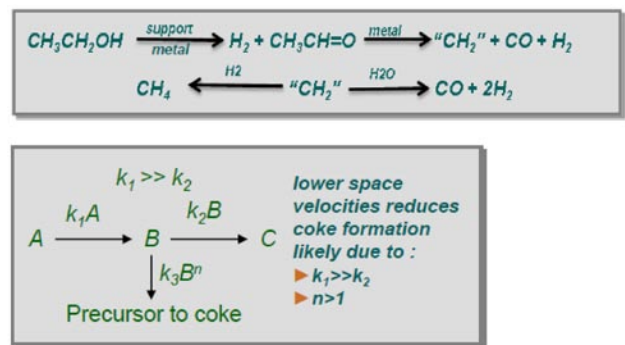 CH₃CH₂OH support metal H₂ + CH₃CH=O metal "CH₂" + CO + H₂
CH₄ H2 "CH₂" H2O CO + 2H₂
k₁ >> k₂
k₁A k₂B
A B C
k₃Bⁿ
Precursor to coke
lower space
velocities reduces
coke formation
likely due to :
▶ k₁>>k₂
▶ n>1